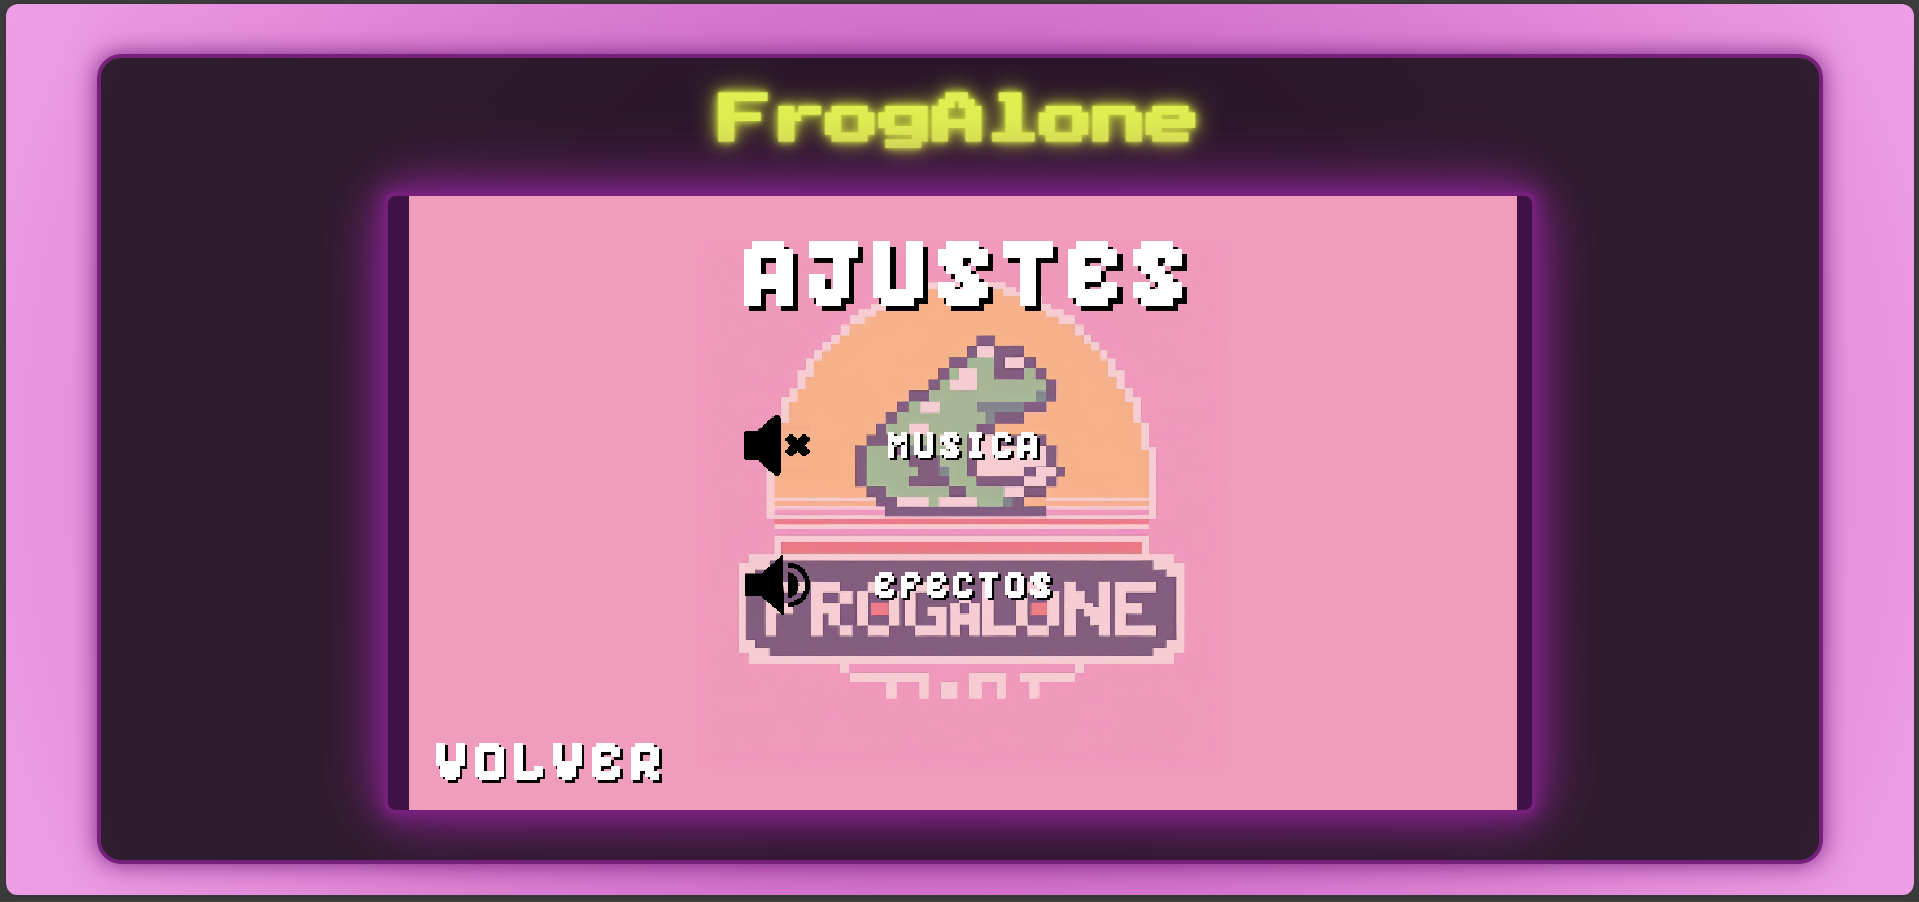 FrogAlone
AJUSTES
MUSICA
EFECTOS
FROGALONE
VOLVER